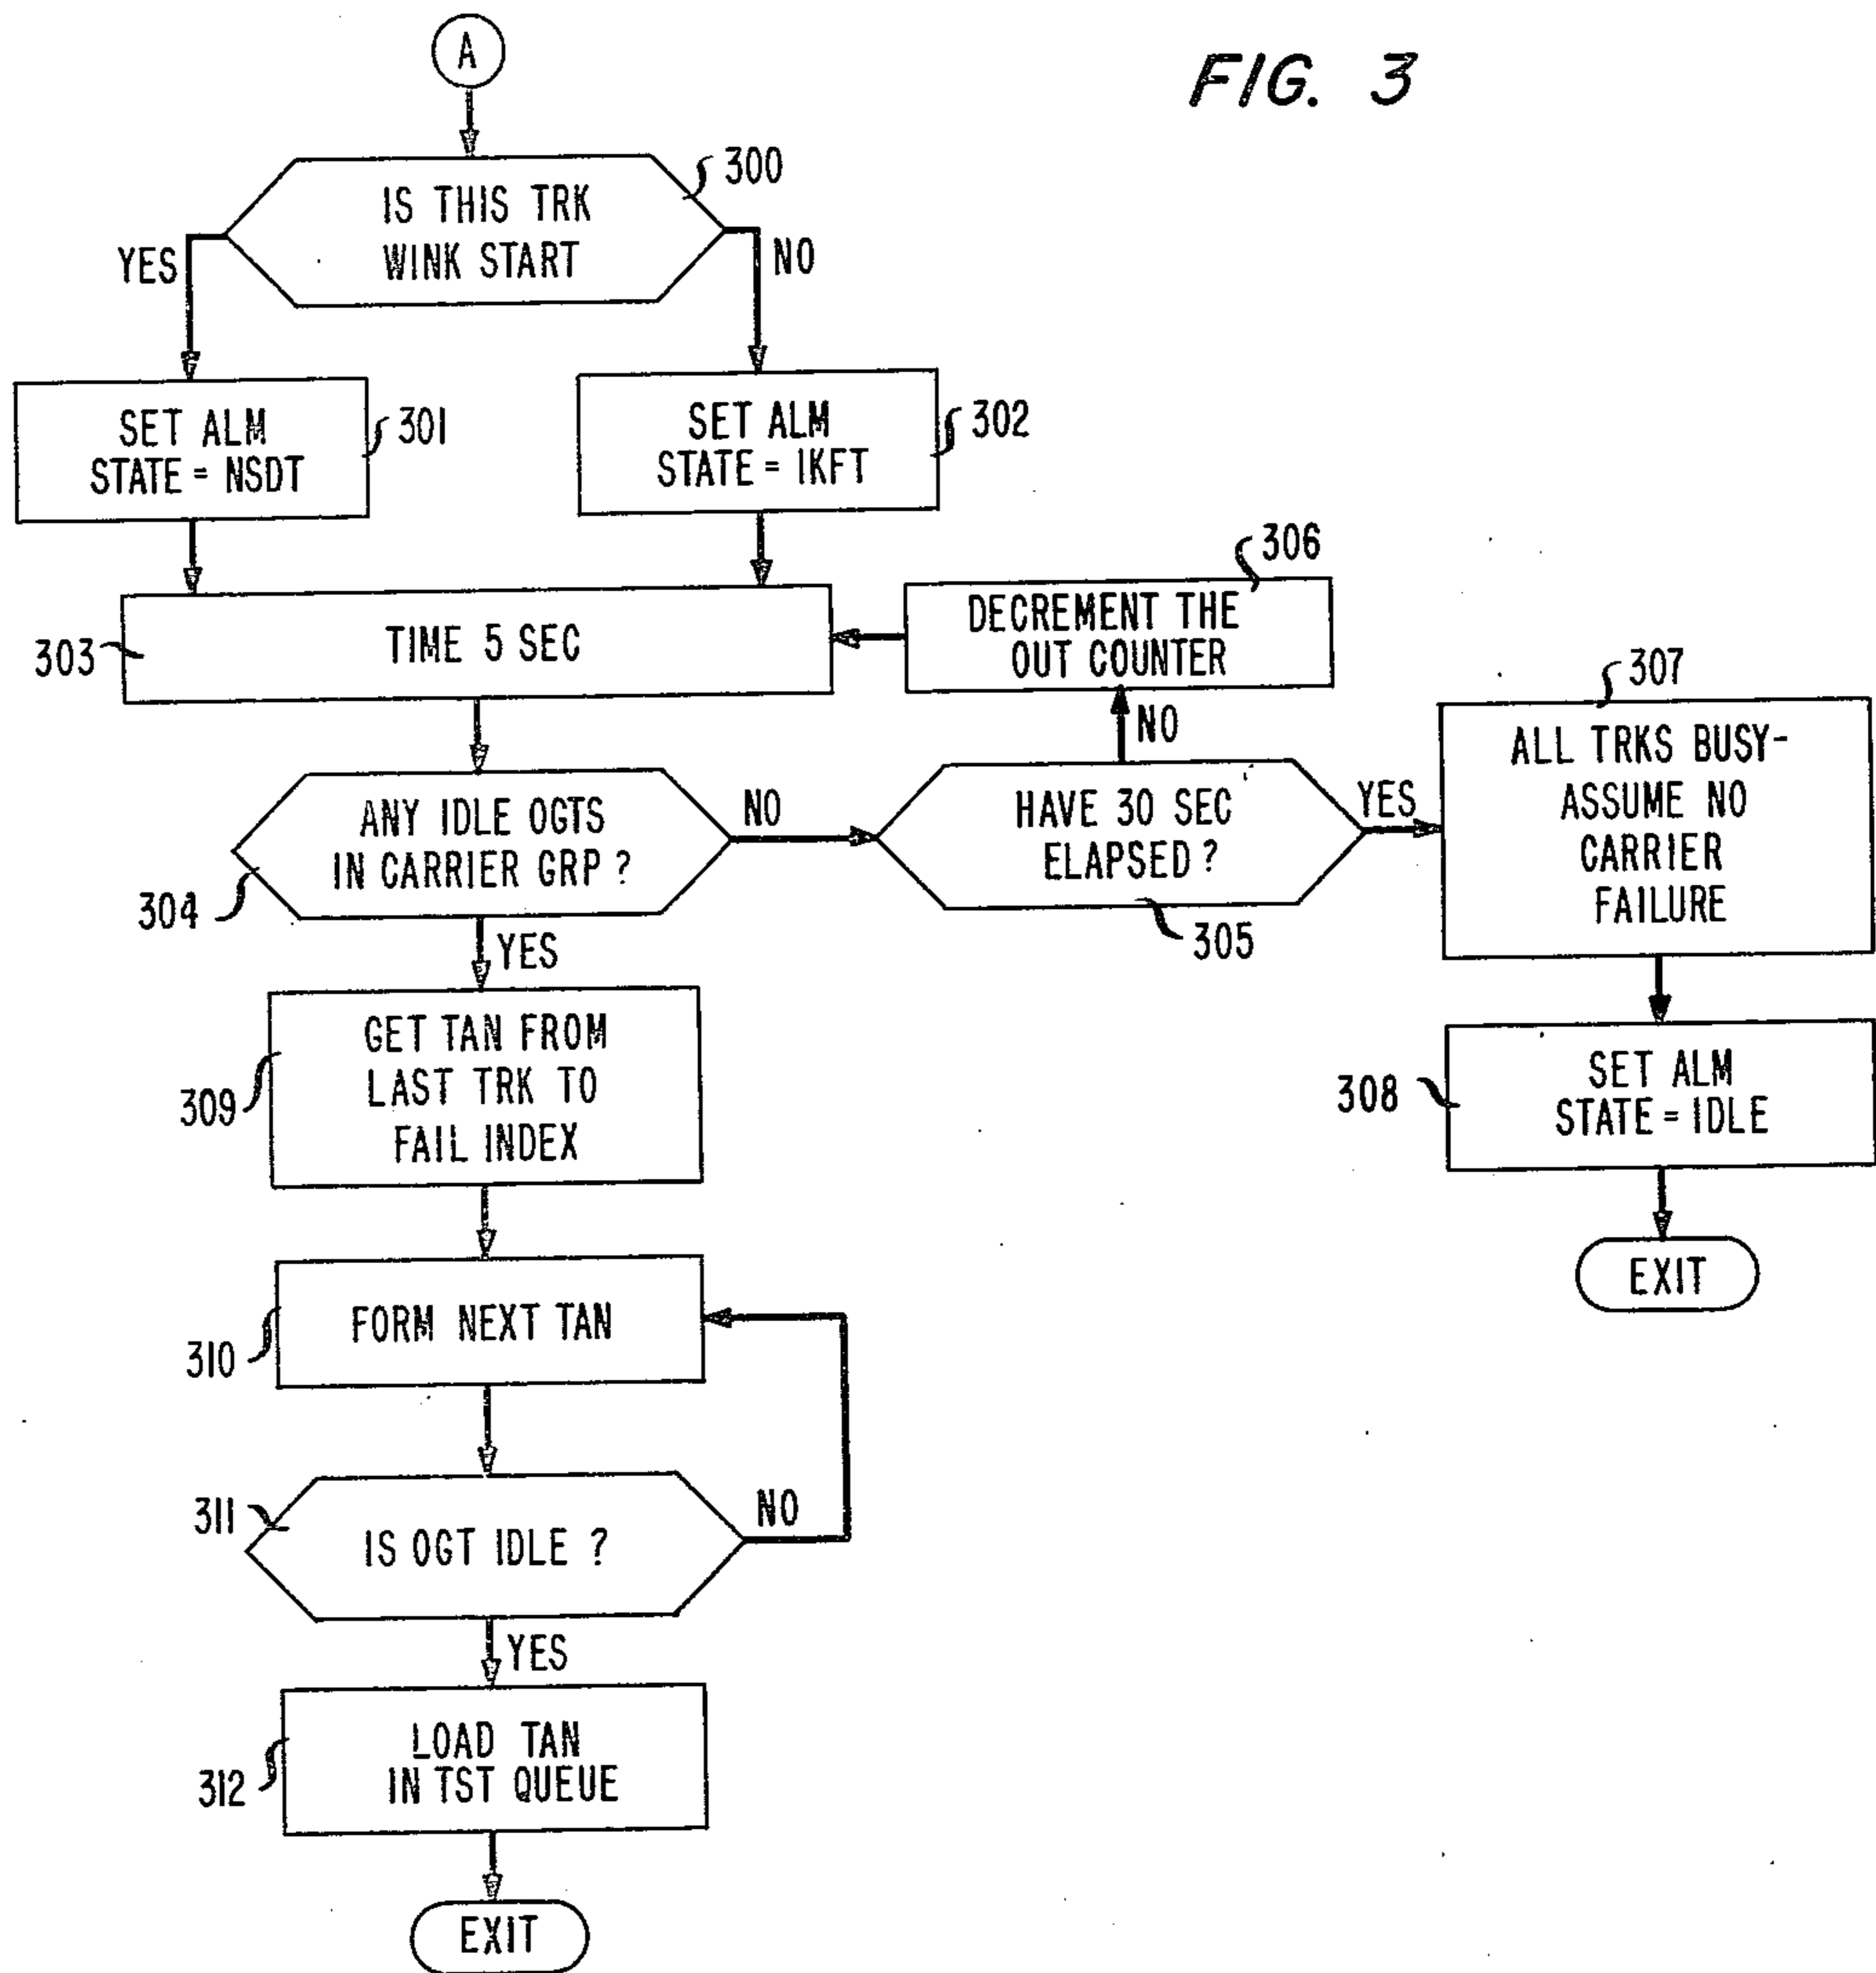 FIG. 3
A
300
IS THIS TRK
WINK START
YES
NO
SET ALM
STATE = NSDT
301
SET ALM
STATE = IKFT
302
303
TIME 5 SEC
306
DECREMENT THE
OUT COUNTER
NO
307
ALL TRKS BUSY-
ASSUME NO
CARRIER
FAILURE
304
ANY IDLE OGTS
IN CARRIER GRP ?
NO
HAVE 30 SEC
ELAPSED ?
305
YES
YES
309
GET TAN FROM
LAST TRK TO
FAIL INDEX
308
SET ALM
STATE = IDLE
EXIT
310
FORM NEXT TAN
311
IS OGT IDLE ?
NO
YES
312
LOAD TAN
IN TST QUEUE
EXIT